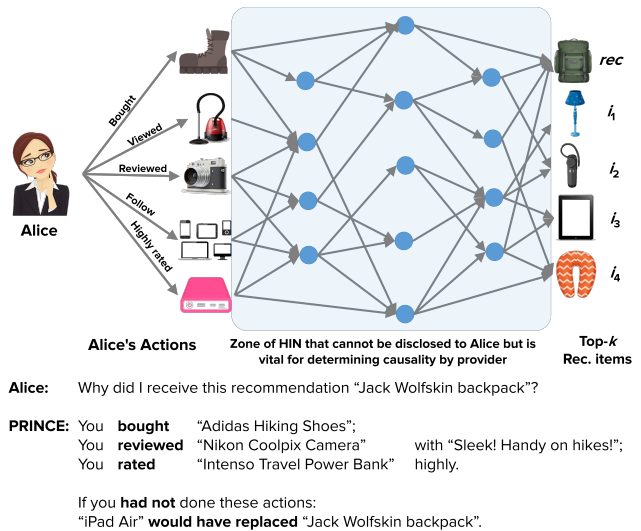 Bought
Viewed
Reviewed
Follow
Highly rated
Alice
rec
i1
i2
i3
i4
Alice's Actions
Zone of HIN that cannot be disclosed to Alice but is
vital for determining causality by provider
Top-k
Rec. items
Alice: Why did I receive this recommendation “Jack Wolfskin backpack”?
PRINCE: You bought “Adidas Hiking Shoes”;
You reviewed “Nikon Coolpix Camera” with “Sleek! Handy on hikes!”;
You rated “Intenso Travel Power Bank” highly.
If you had not done these actions:
“iPad Air” would have replaced “Jack Wolfskin backpack”.